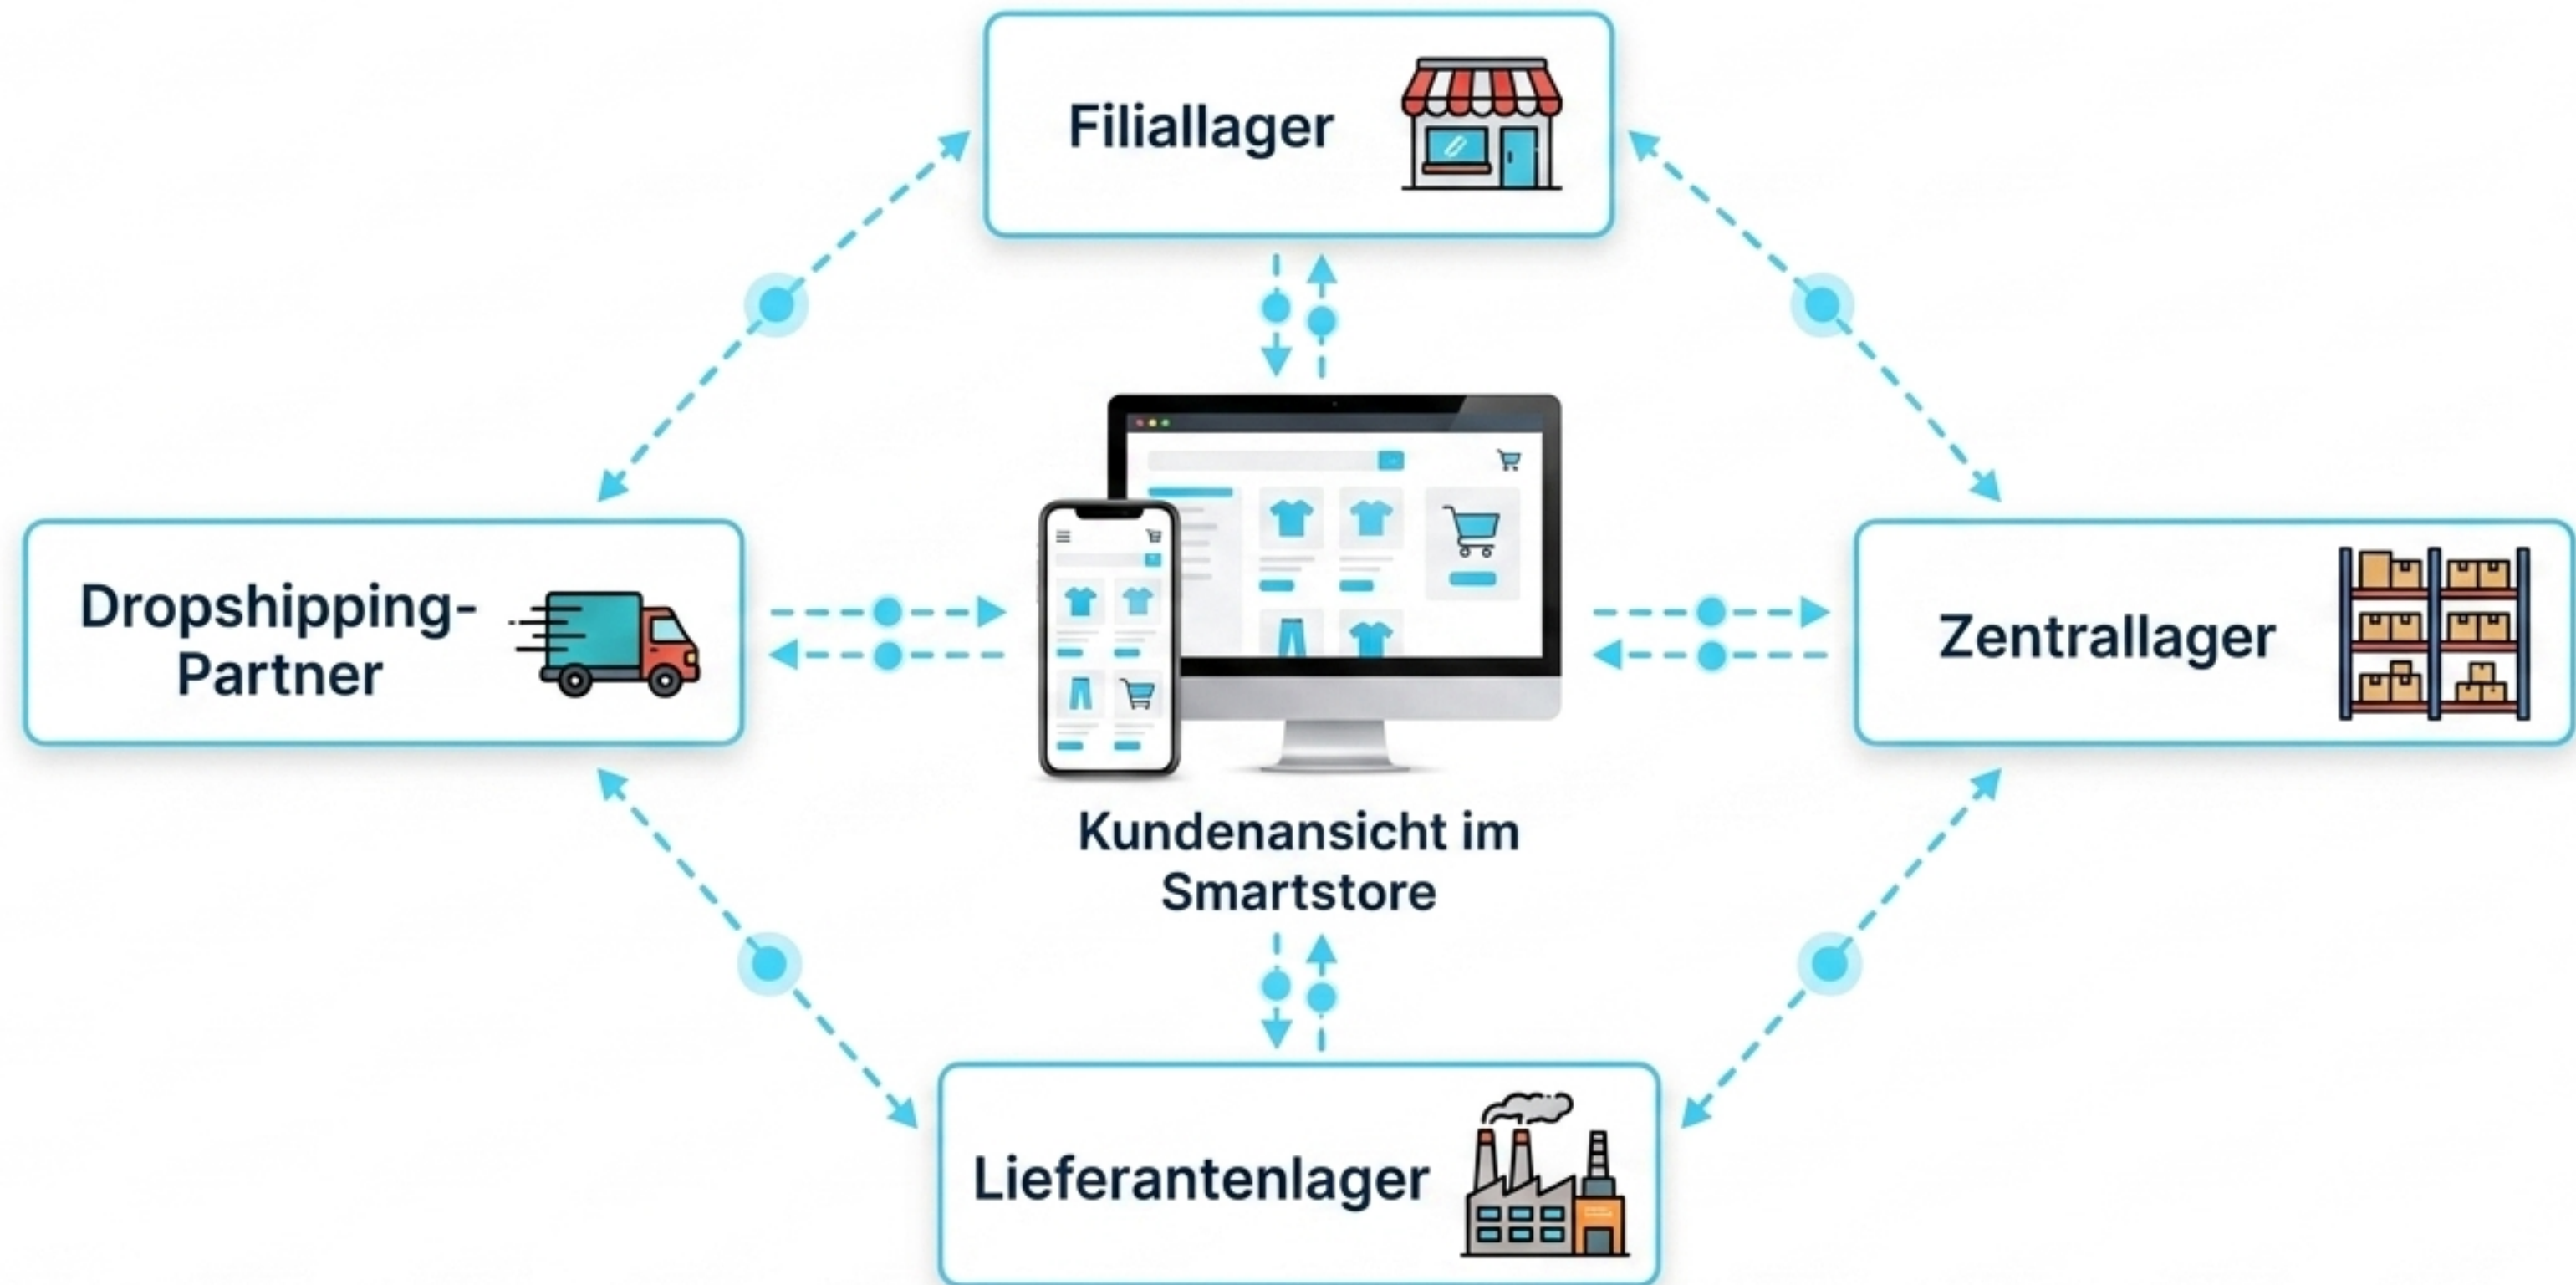 Filiallager
Dropshipping-
Partner
Zentrallager
Kundenansicht im
Smartstore
Lieferantenlager